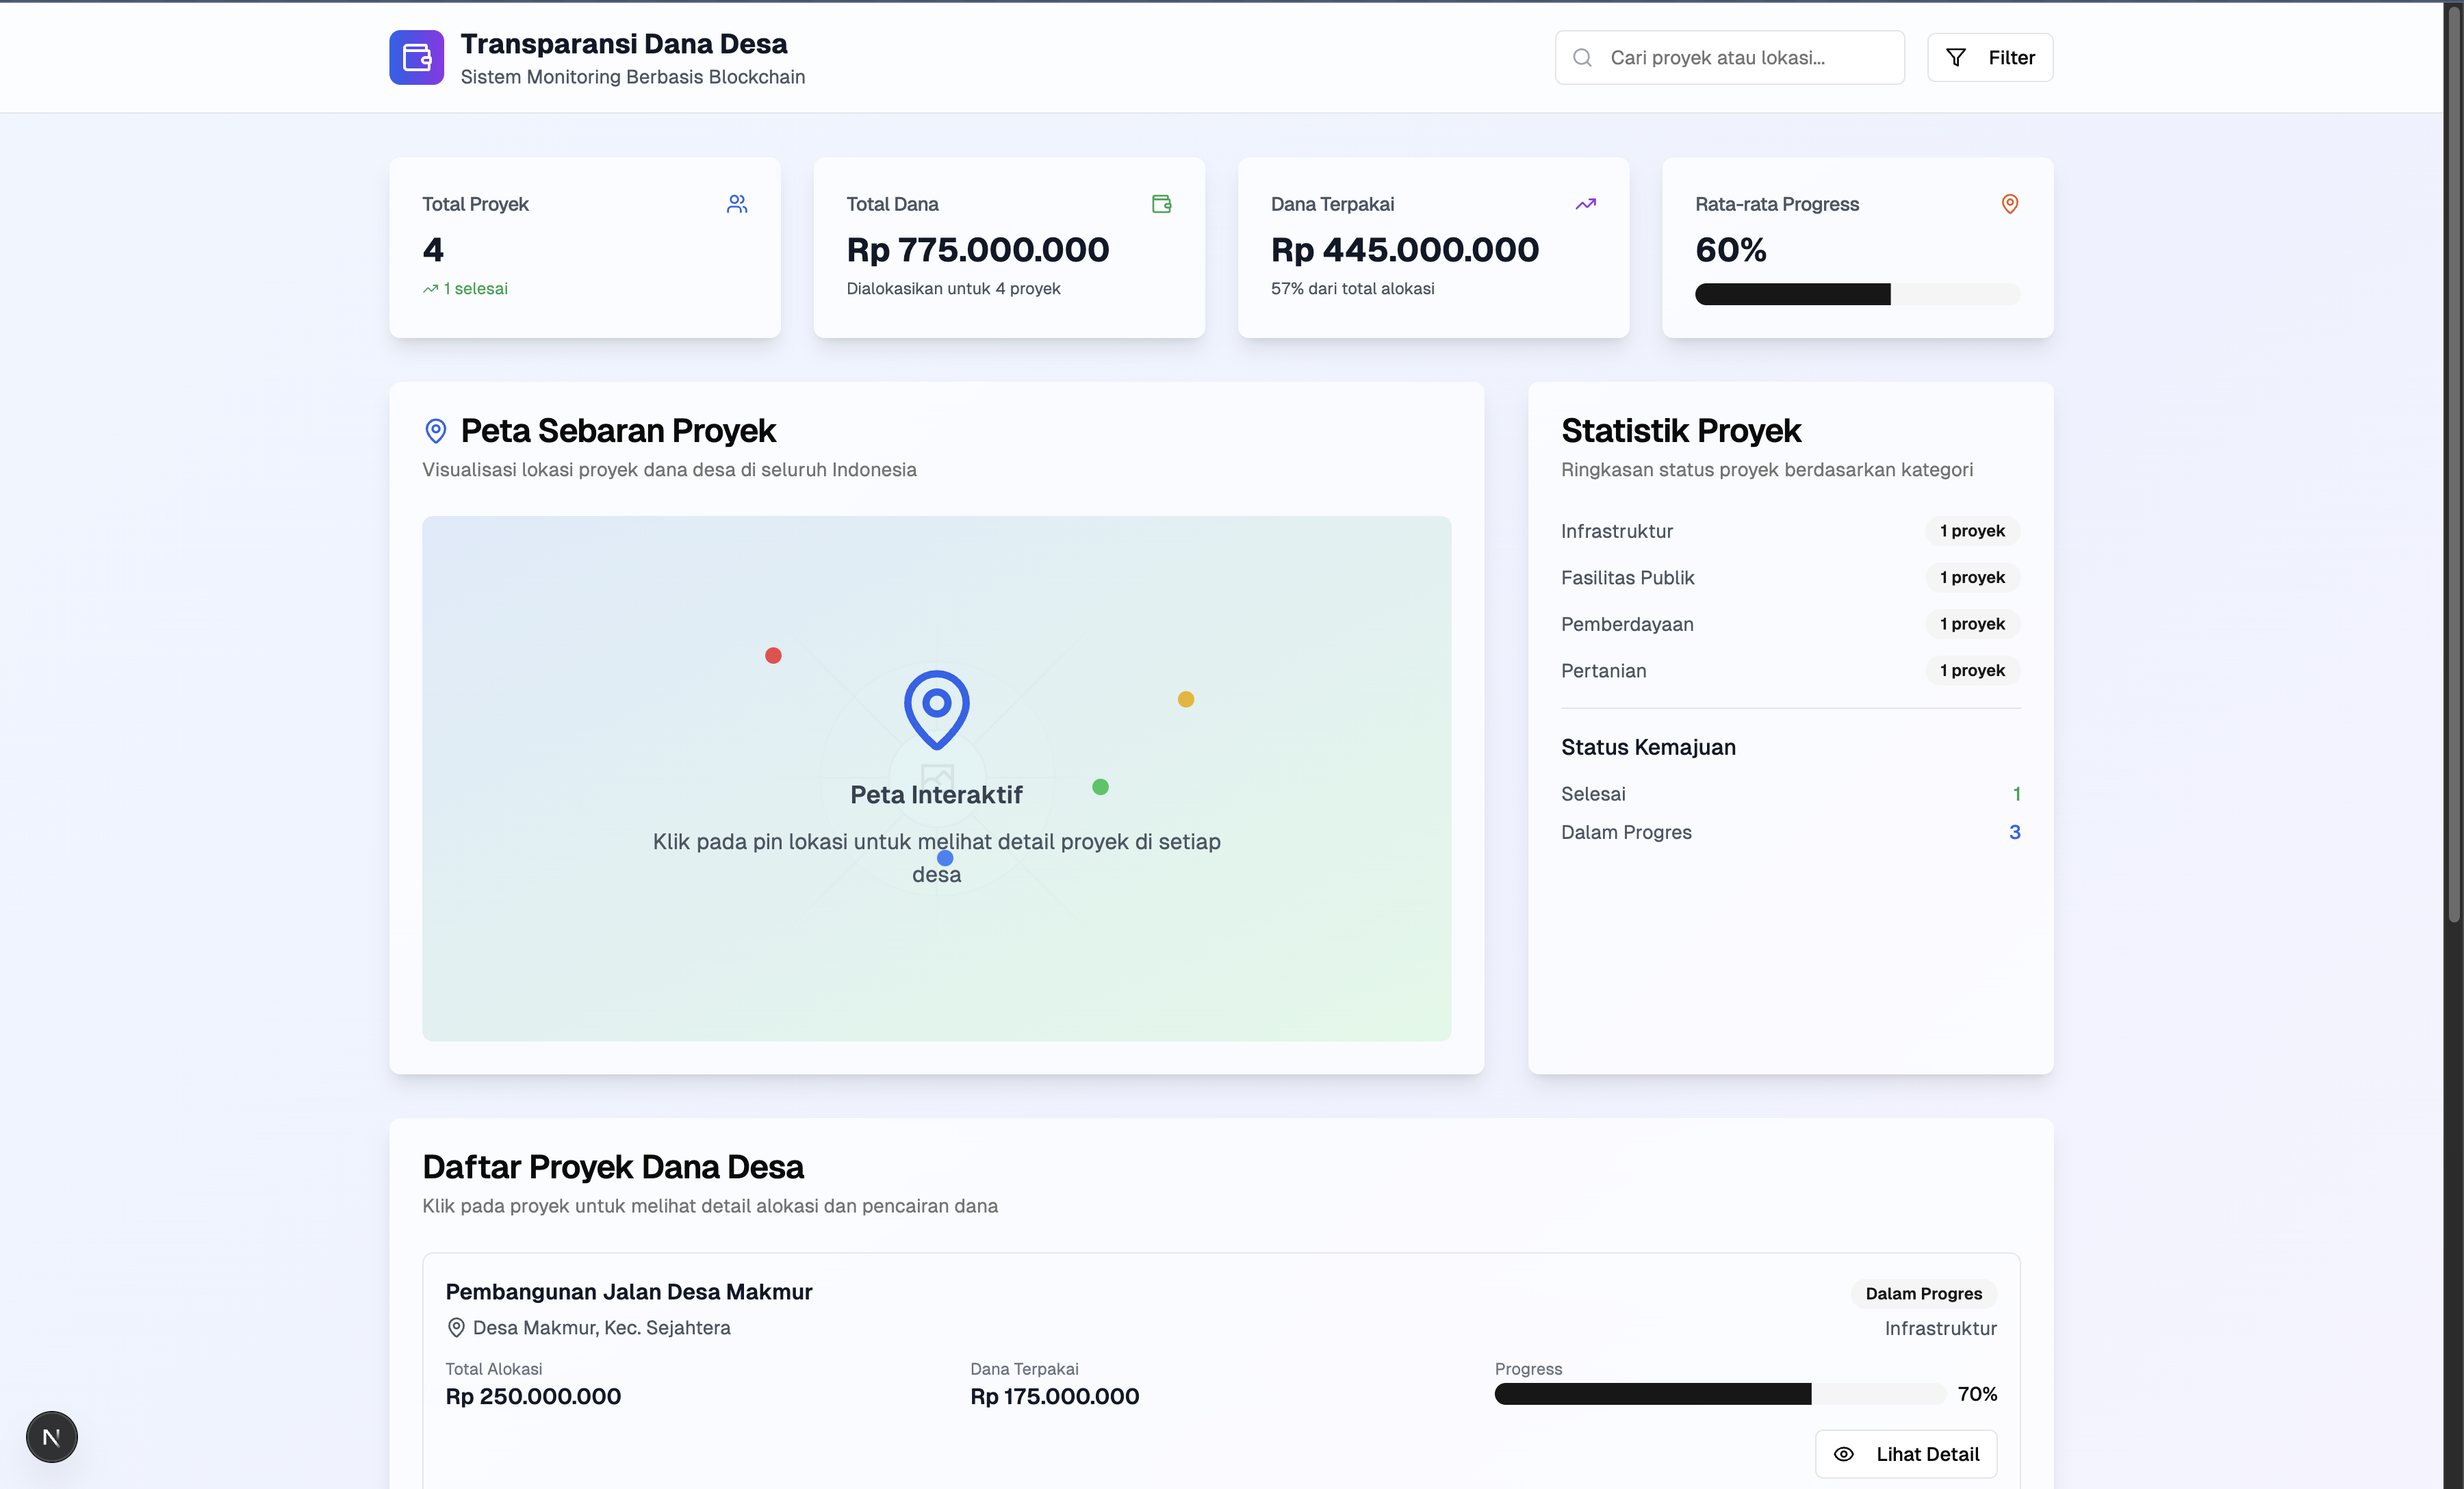 Transparansi Dana Desa
Sistem Monitoring Berbasis Blockchain
Cari proyek atau lokasi...
Filter
Total Proyek
4
1 selesai
Total Dana
Rp 775.000.000
Dialokasikan untuk 4 proyek
Dana Terpakai
Rp 445.000.000
57% dari total alokasi
Rata-rata Progress
60%
Peta Sebaran Proyek
Visualisasi lokasi proyek dana desa di seluruh Indonesia
Peta Interaktif
Klik pada pin lokasi untuk melihat detail proyek di setiap
desa
Statistik Proyek
Ringkasan status proyek berdasarkan kategori
Infrastruktur 1 proyek
Fasilitas Publik 1 proyek
Pemberdayaan 1 proyek
Pertanian 1 proyek
Status Kemajuan
Selesai 1
Dalam Progres 3
Daftar Proyek Dana Desa
Klik pada proyek untuk melihat detail alokasi dan pencairan dana
Pembangunan Jalan Desa Makmur
Dalam Progres
Desa Makmur, Kec. Sejahtera
Infrastruktur
Total Alokasi
Rp 250.000.000
Dana Terpakai
Rp 175.000.000
Progress
70%
Lihat Detail
N